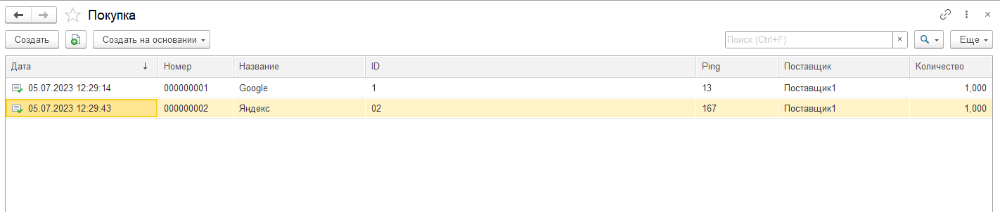 Покупка
Создать Создать на основании Поиск (Ctrl+F) × Еще
Дата ↓ Номер Название ID Ping Поставщик Количество
05.07.2023 12:29:14 000000001 Google 1 13 Поставщик1 1,000
05.07.2023 12:29:43 000000002 Яндекс 02 167 Поставщик1 1,000